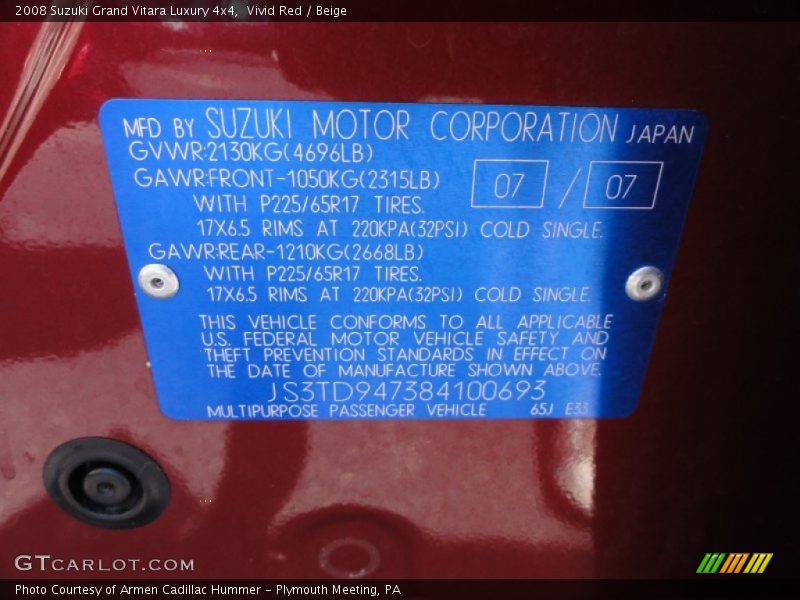 2008 Suzuki Grand Vitara Luxury 4x4,  Vivid Red / Beige
MFD BY SUZUKI MOTOR CORPORATION JAPAN
GVWR:2130KG(4696LB)
GAWR:FRONT-1050KG(2315LB)
07 / 07
WITH P225/65R17 TIRES.
17X6.5 RIMS AT 220KPA(32PSI) COLD SINGLE.
GAWR:REAR-1210KG(2668LB)
WITH P225/65R17 TIRES.
17X6.5 RIMS AT 220KPA(32PSI) COLD SINGLE.
THIS VEHICLE CONFORMS TO ALL APPLICABLE
U.S. FEDERAL MOTOR VEHICLE SAFETY AND
THEFT PREVENTION STANDARDS IN EFFECT ON
THE DATE OF MANUFACTURE SHOWN ABOVE.
JS3TD947384100693
MULTIPURPOSE PASSENGER VEHICLE 65J E33
GTCARLOT.COM
Photo Courtesy of Armen Cadillac Hummer - Plymouth Meeting, PA